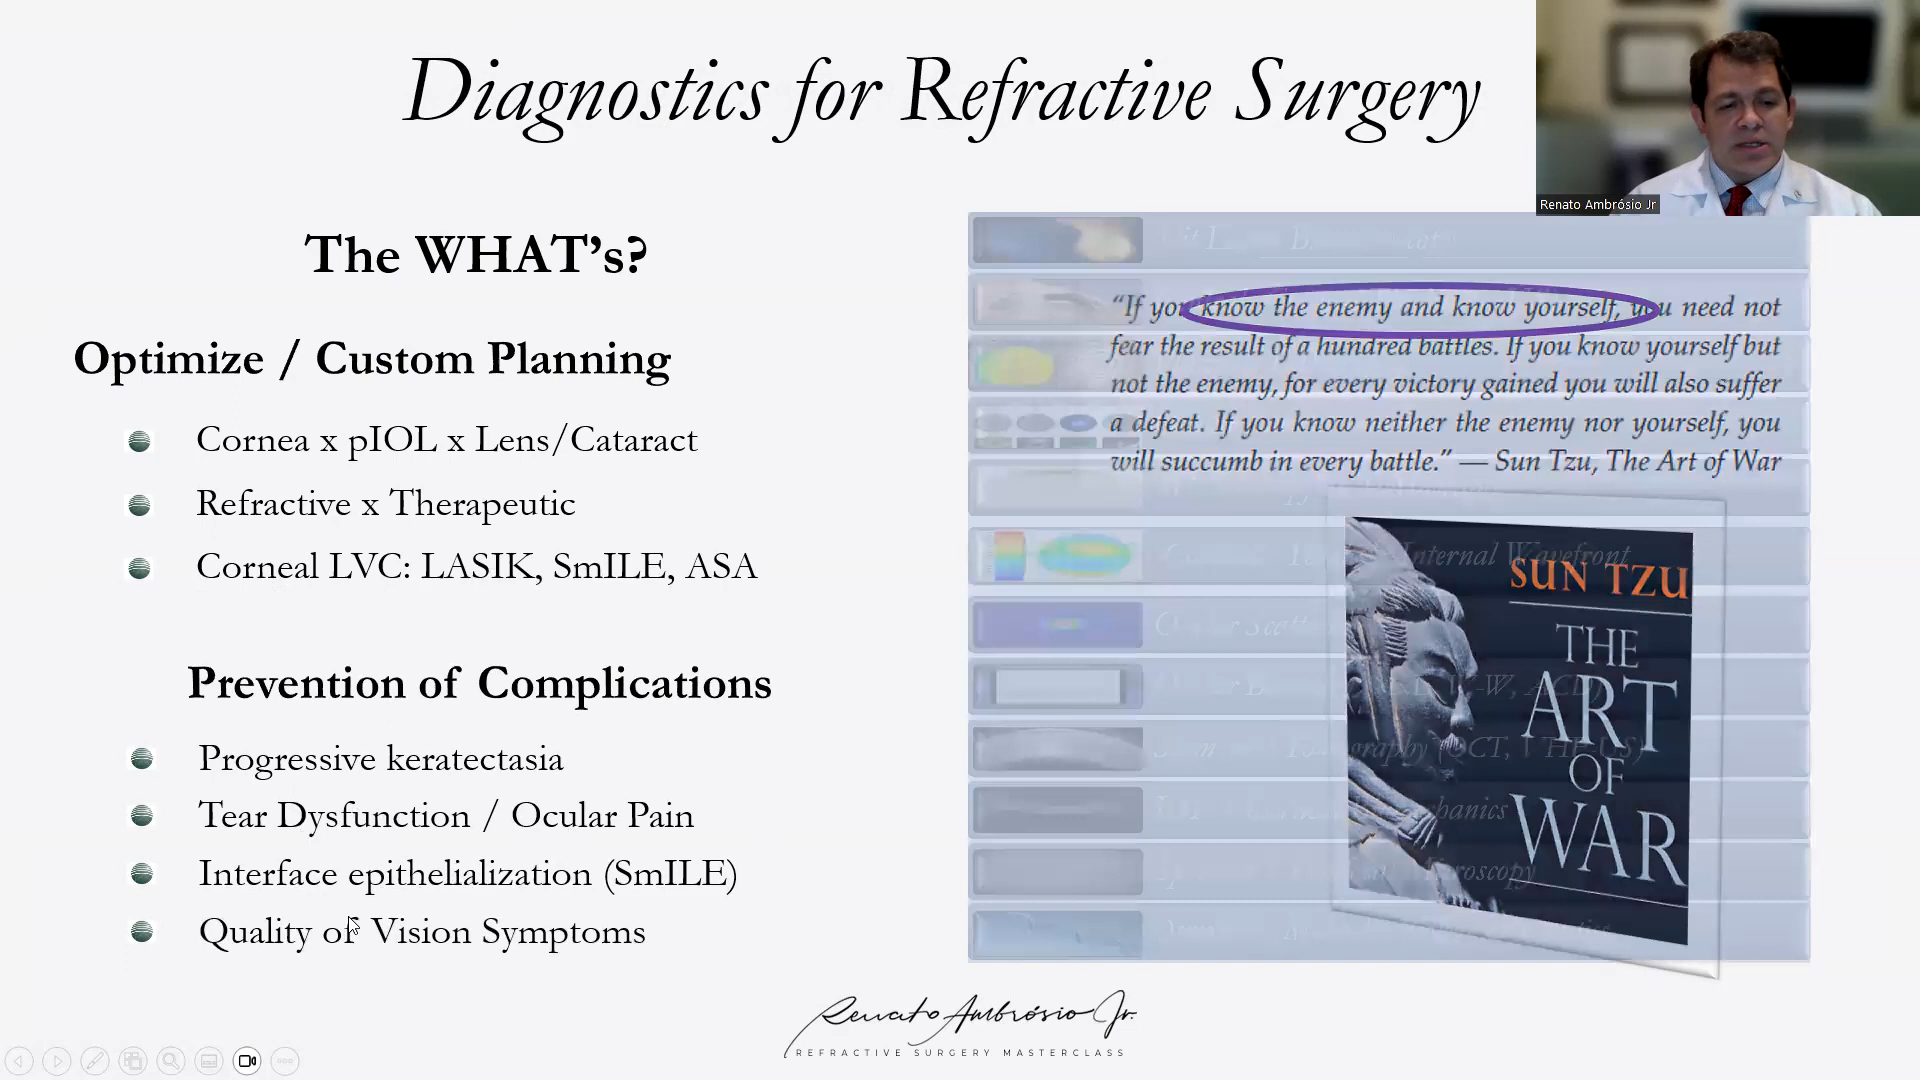 Diagnostics for Refractive Surgery
Renato Ambrósio Jr
The WHAT's?
Optimize / Custom Planning
Cornea x pIOL x Lens/Cataract
Refractive x Therapeutic
Corneal LVC: LASIK, SmILE, ASA
Prevention of Complications
Progressive keratectasia
Tear Dysfunction / Ocular Pain
Interface epithelialization (SmILE)
Quality of Vision Symptoms
“If you know the enemy and know yourself, you need not
fear the result of a hundred battles. If you know yourself but
not the enemy, for every victory gained you will also suffer
a defeat. If you know neither the enemy nor yourself, you
will succumb in every battle.” — Sun Tzu, The Art of War
Internal Wavefront
SUN TZU
THE
ART
OF
WAR
Renato Ambrósio Jr.
REFRACTIVE SURGERY MASTERCLASS